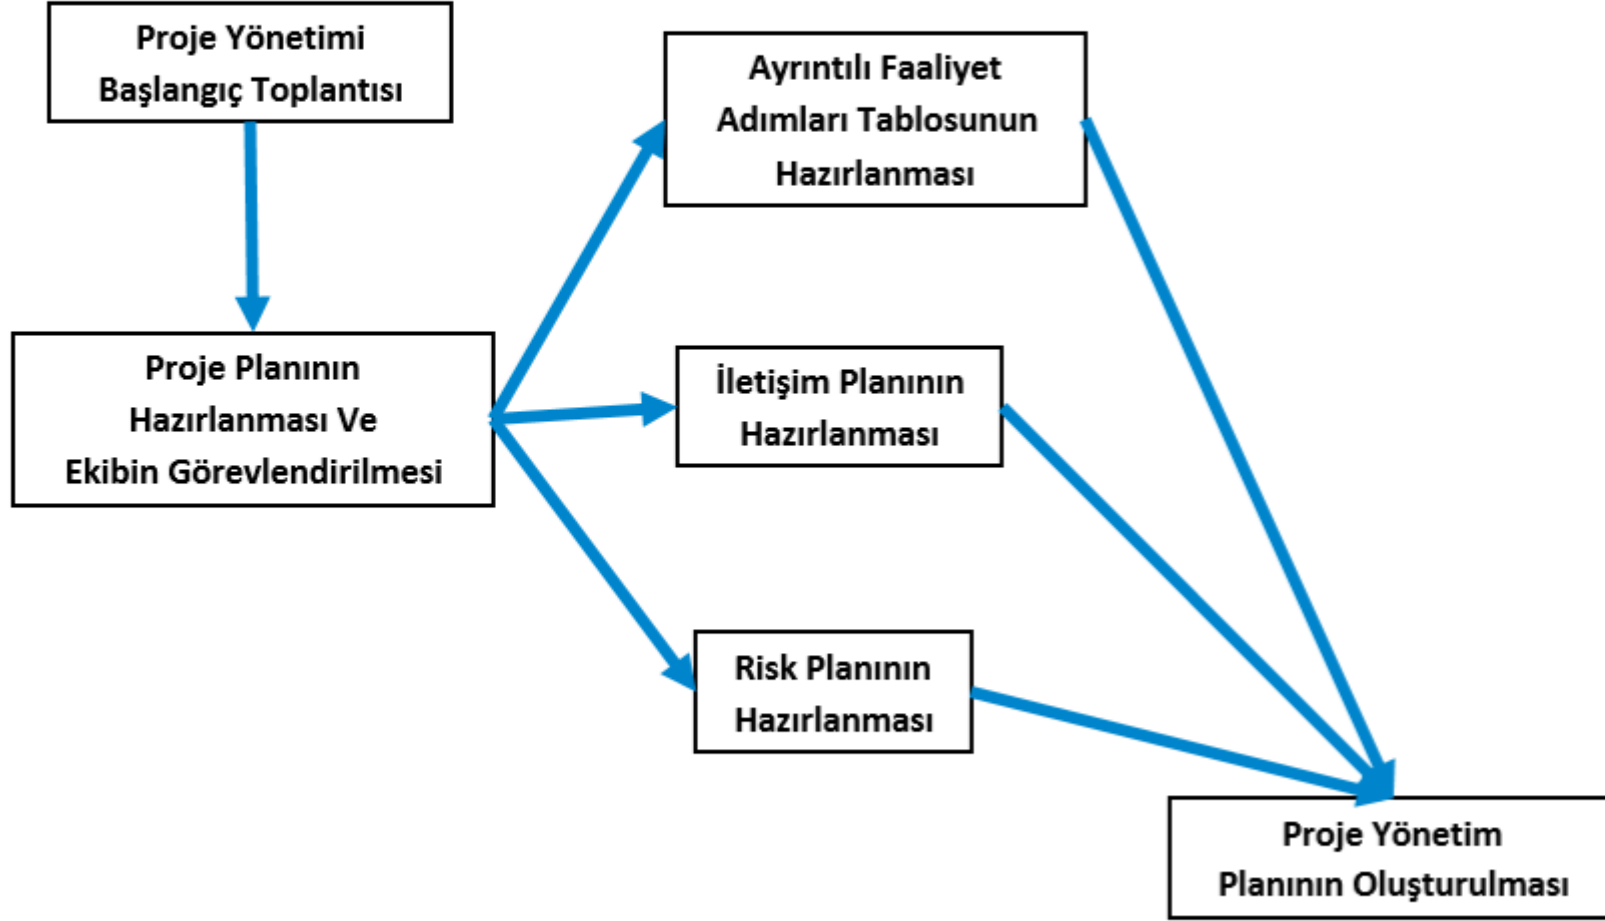 Proje Yönetimi
Başlangıç Toplantısı
Proje Planının
Hazırlanması Ve
Ekibin Görevlendirilmesi
Ayrıntılı Faaliyet
Adımları Tablosunun
Hazırlanması
İletişim Planının
Hazırlanması
Risk Planının
Hazırlanması
Proje Yönetim
Planının Oluşturulması